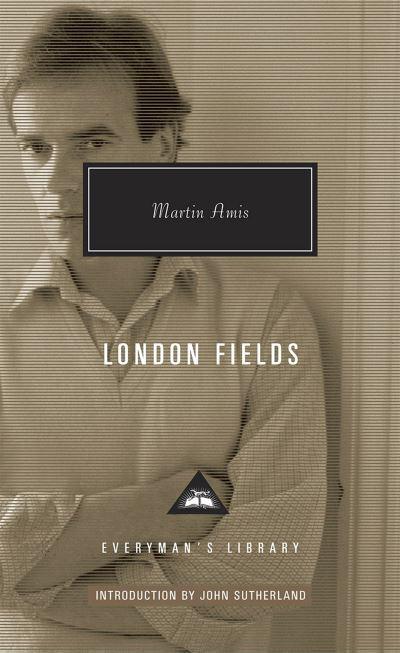 Martin Amis
LONDON FIELDS
EVERYMAN'S LIBRARY
INTRODUCTION BY JOHN SUTHERLAND